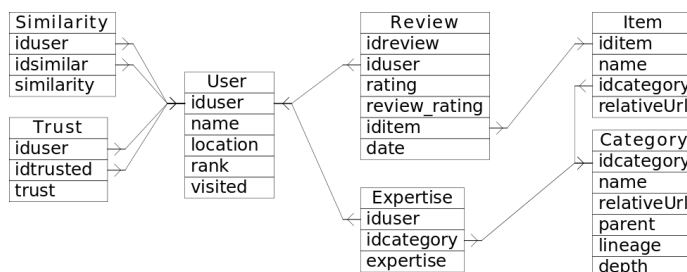 Similarity
iduser
idsimilar
similarity
Trust
iduser
idtrusted
trust
User
iduser
name
location
rank
visited
Review
idreview
iduser
rating
review_rating
iditem
date
Expertise
iduser
idcategory
expertise
Item
iditem
name
idcategory
relativeUrl
Category
idcategory
name
relativeUrl
parent
lineage
depth